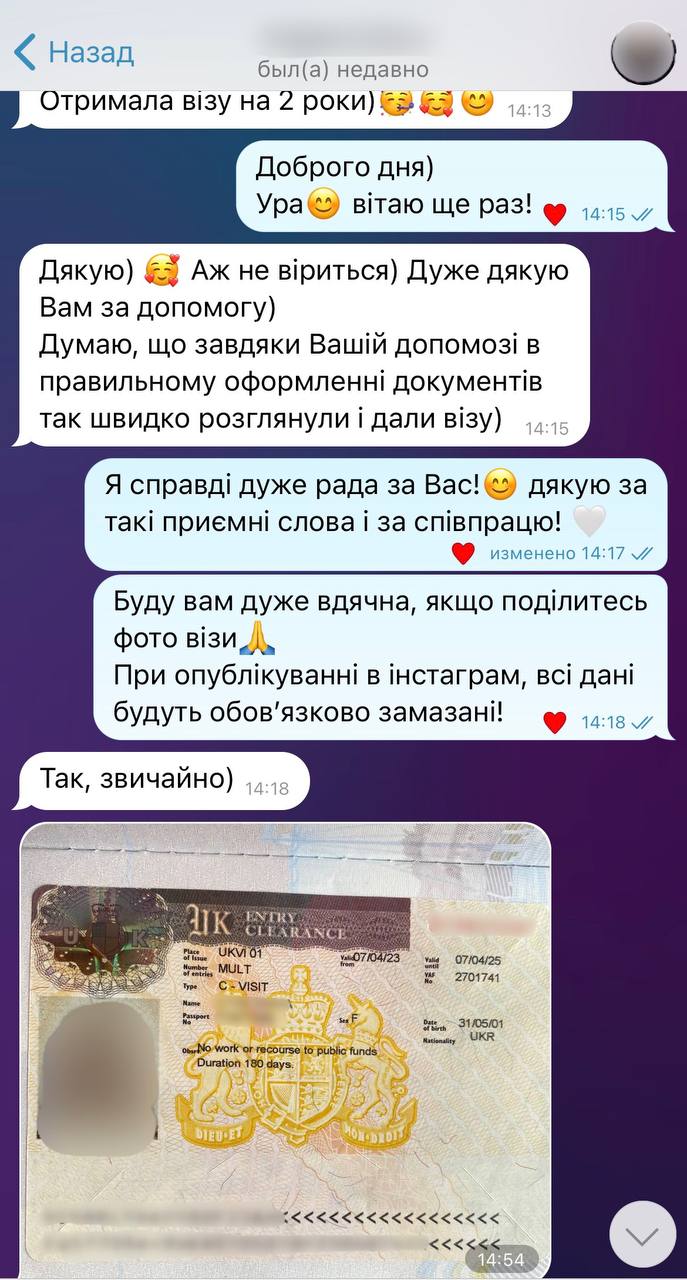 Назад
был(а) недавно
Отримала візу на 2 роки)🥳🥰😊 14:13
Доброго дня)
Ура😊 вітаю ще раз! ❤ 14:15
Дякую) 🥰 Аж не віриться) Дуже дякую
Вам за допомогу)
Думаю, що завдяки Вашій допомозі в
правильному оформленні документів
так швидко розглянули і дали візу) 14:15
Я справді дуже рада за Вас!😊 дякую за
такі приємні слова і за співпрацю! 🤍
❤ изменено 14:17
Буду вам дуже вдячна, якщо поділитесь
фото візи🙏
При опублікуванні в інстаграм, всі дані
будуть обов’язково замазані! ❤ 14:18
Так, звичайно) 14:18
U K
UK ENTRY
CLEARANCE
Place of Issue UKVI 01
Valid from 07/04/23
Valid until 07/04/25
Number of entries MULT
VAF No 2701741
Type C - VISIT
Name
Passport No
Sex F
Date of birth 31/05/01
Nationality UKR
Obsrv No work or recourse to public funds
Duration 180 days.
DIEU·ET MON·DROIT
<<<<<<<<<<<<<<<<<<
<<<<<<
14:54